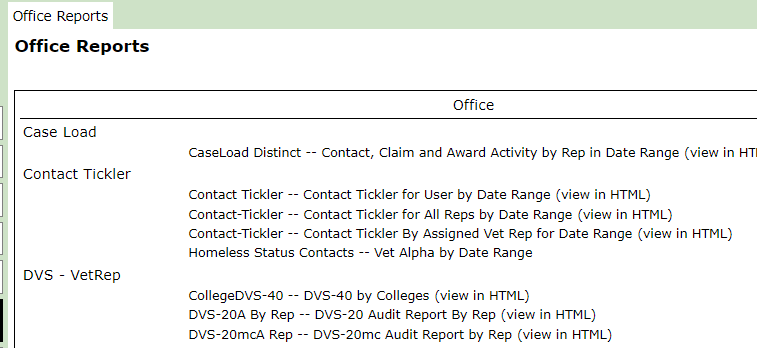 Office Reports
Office Reports
Office
Case Load
CaseLoad Distinct -- Contact, Claim and Award Activity by Rep in Date Range (view in
Contact Tickler
Contact Tickler -- Contact Tickler for User by Date Range (view in HTML)
Contact-Tickler -- Contact Tickler for All Reps by Date Range (view in HTML)
Contact-Tickler -- Contact Tickler By Assigned Vet Rep for Date Range (view in HTML)
Homeless Status Contacts -- Vet Alpha by Date Range
DVS - VetRep
CollegeDVS-40 -- DVS-40 by Colleges (view in HTML)
DVS-20A By Rep -- DVS-20 Audit Report By Rep (view in HTML)
DVS-20mcA Rep -- DVS-20mc Audit Report by Rep (view in HTML)